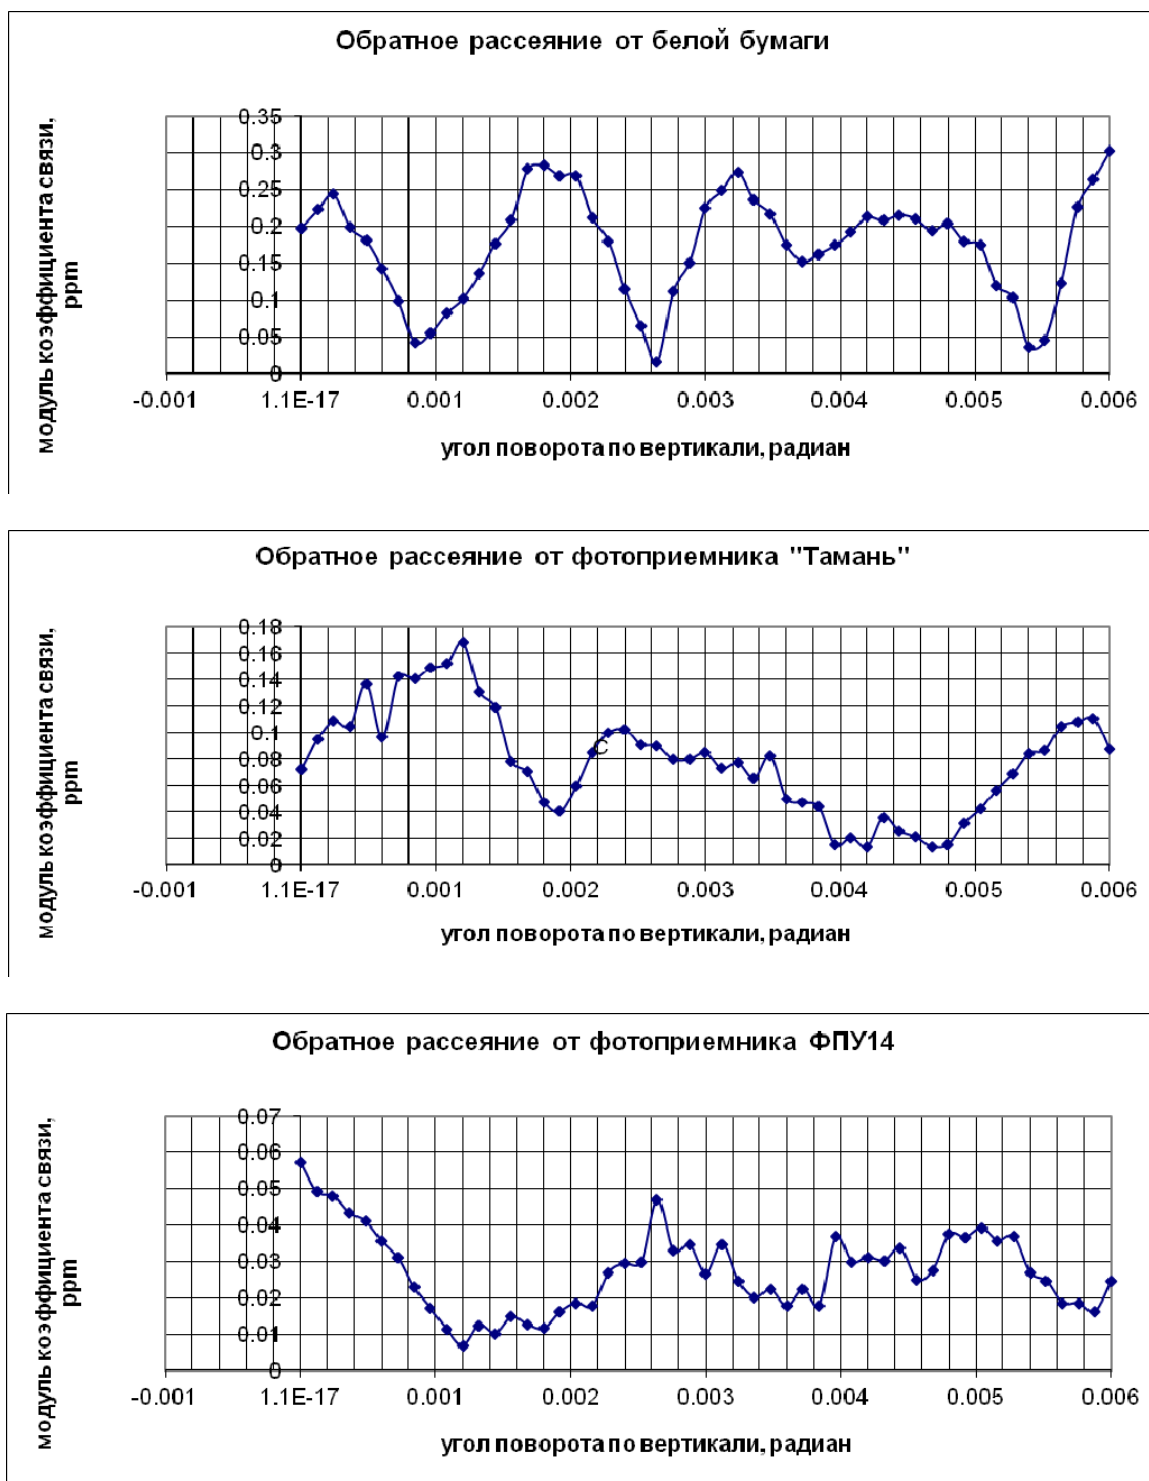 Обратное рассеяние от белой бумаги
модуль коэффициента связи,
ppm
0.35
0.3
0.25
0.2
0.15
0.1
0.05
0
-0.001 1.1E-17 0.001 0.002 0.003 0.004 0.005 0.006
угол поворота по вертикали, радиан
Обратное рассеяние от фотоприемника "Тамань"
модуль коэффициента связи,
ppm
0.18
0.16
0.14
0.12
0.1
0.08
0.06
0.04
0.02
0
С
-0.001 1.1E-17 0.001 0.002 0.003 0.004 0.005 0.006
угол поворота по вертикали, радиан
Обратное рассеяние от фотоприемника ФПУ14
модуль коэффициента связи,
ppm
0.07
0.06
0.05
0.04
0.03
0.02
0.01
0
-0.001 1.1E-17 0.001 0.002 0.003 0.004 0.005 0.006
угол поворота по вертикали, радиан